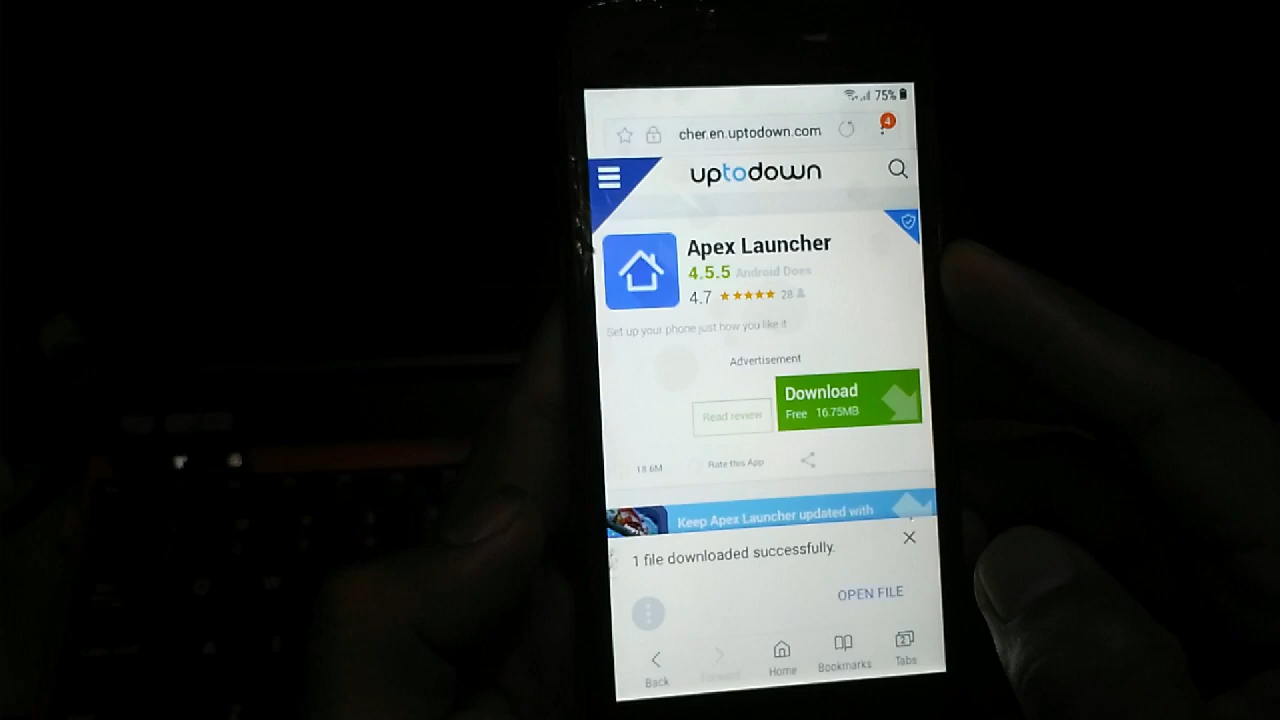 75%
cher.en.uptodown.com
4
uptodown
Apex Launcher
4.5.5 Android Does
4.7 28
Set up your phone just how you like it
Advertisement
Download
Free 16.75MB
Read review
18.6M Rate this App
Keep Apex Launcher updated with
1 file downloaded successfully.
OPEN FILE
2
Back Forward Home Bookmarks Tabs